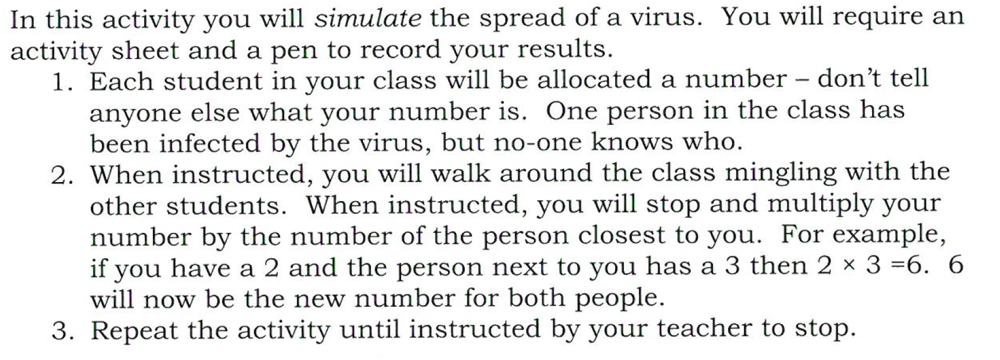 In this activity you will simulate the spread of a virus. You will require an
activity sheet and a pen to record your results.
1. Each student in your class will be allocated a number – don't tell
anyone else what your number is. One person in the class has
been infected by the virus, but no-one knows who.
2. When instructed, you will walk around the class mingling with the
other students. When instructed, you will stop and multiply your
number by the number of the person closest to you. For example,
if you have a 2 and the person next to you has a 3 then 2 × 3 =6. 6
will now be the new number for both people.
3. Repeat the activity until instructed by your teacher to stop.